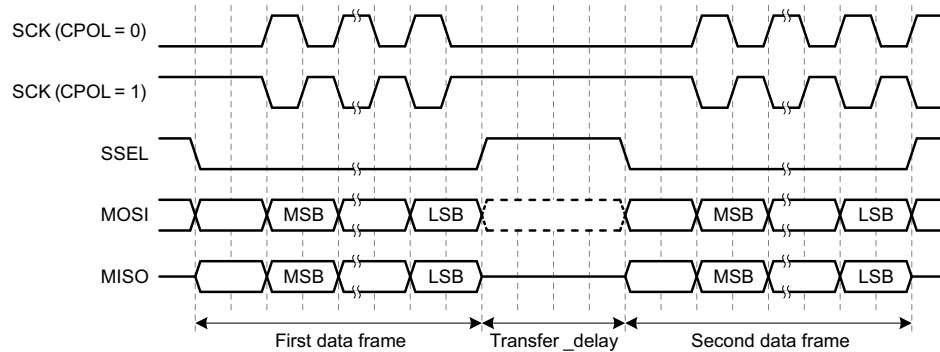 SCK (CPOL = 0)
SCK (CPOL = 1)
SSEL
MOSI MSB LSB MSB LSB
MISO MSB LSB MSB LSB
First data frame Transfer _delay Second data frame